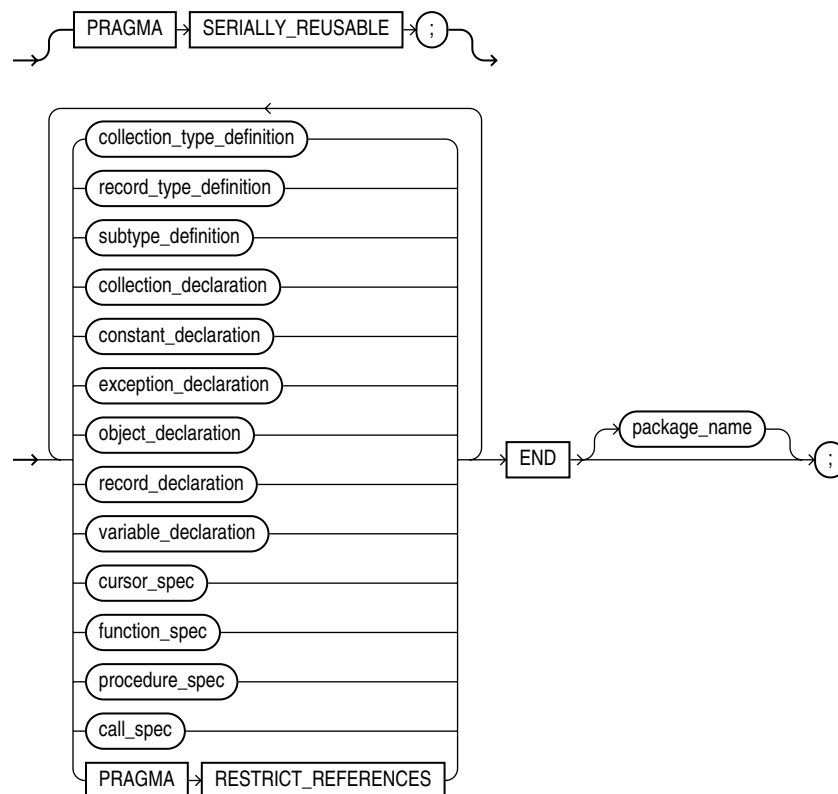 PRAGMA SERIALLY_REUSABLE ;
collection_type_definition
record_type_definition
subtype_definition
collection_declaration
constant_declaration
exception_declaration
object_declaration
record_declaration
variable_declaration
cursor_spec
function_spec
procedure_spec
call_spec
PRAGMA RESTRICT_REFERENCES
END package_name ;